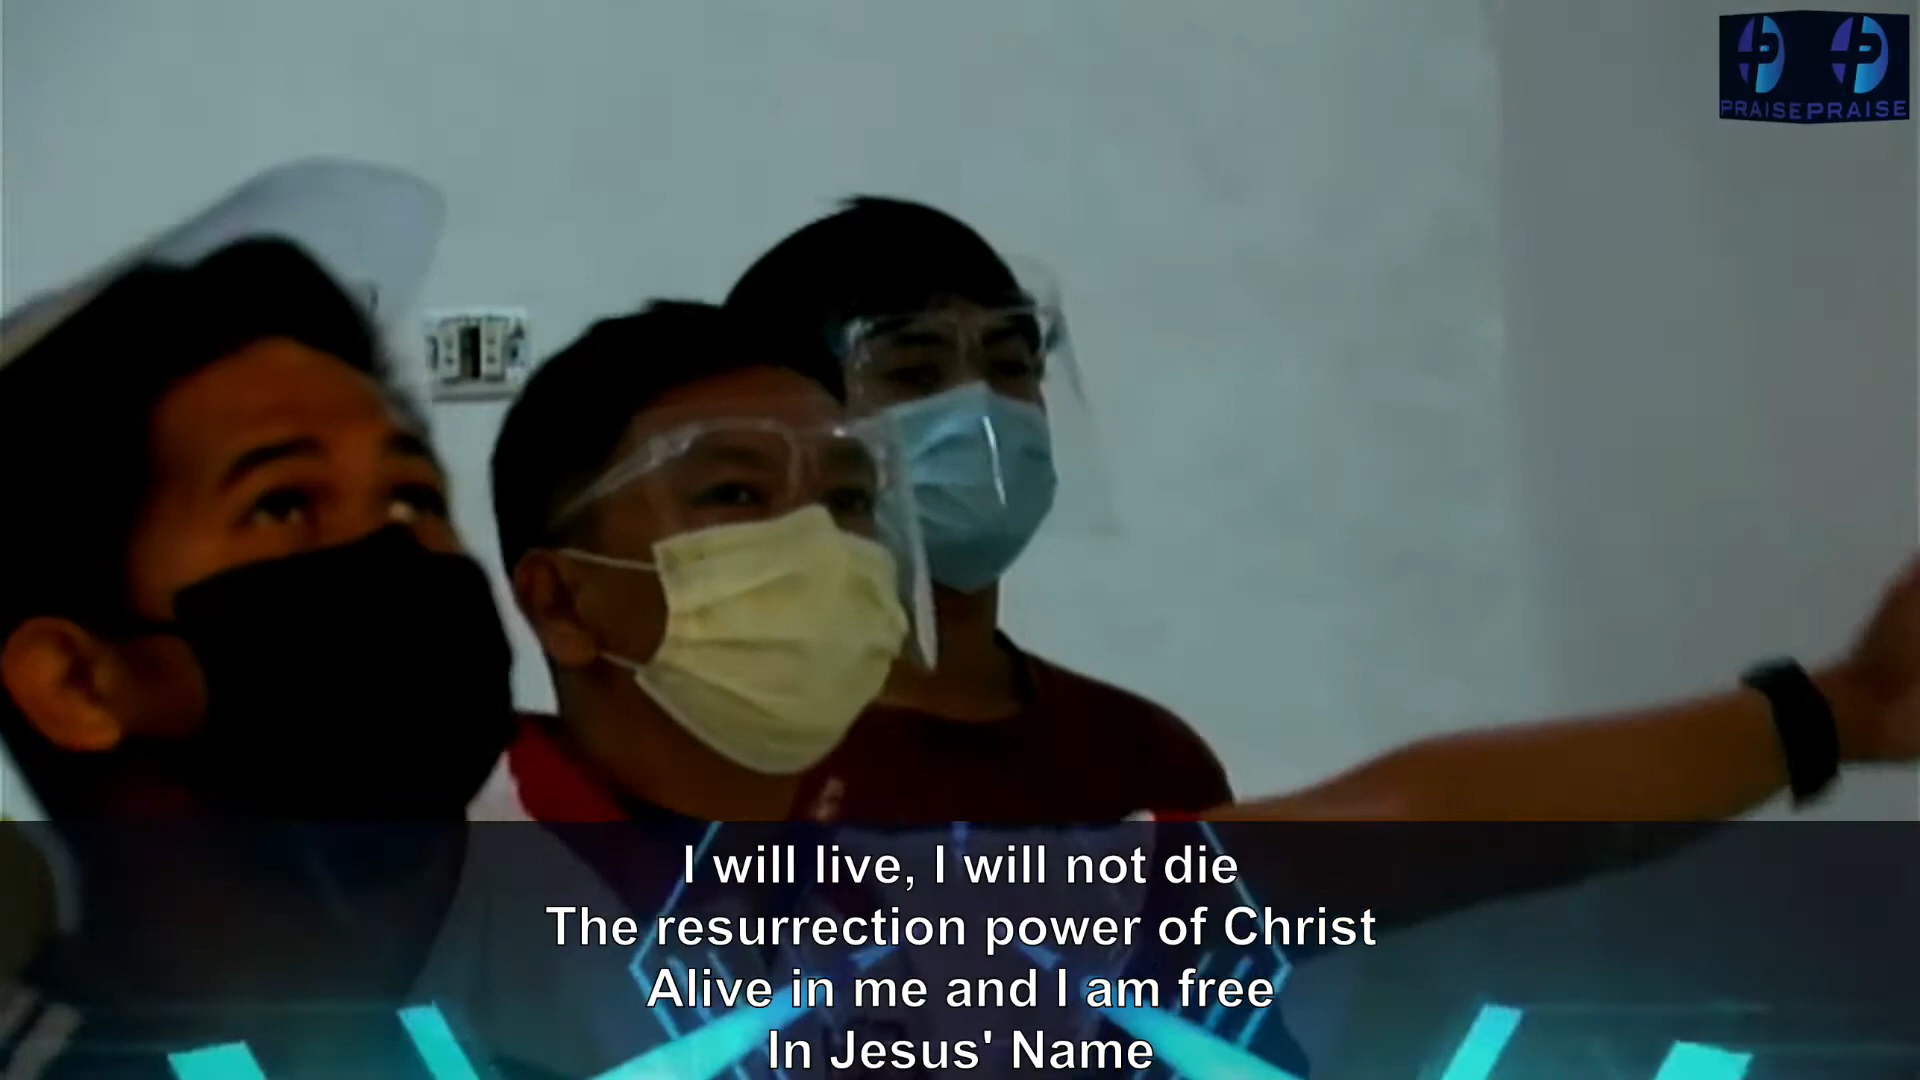 PRAISE PRAISE
I will live, I will not die
The resurrection power of Christ
Alive in me and I am free
In Jesus' Name